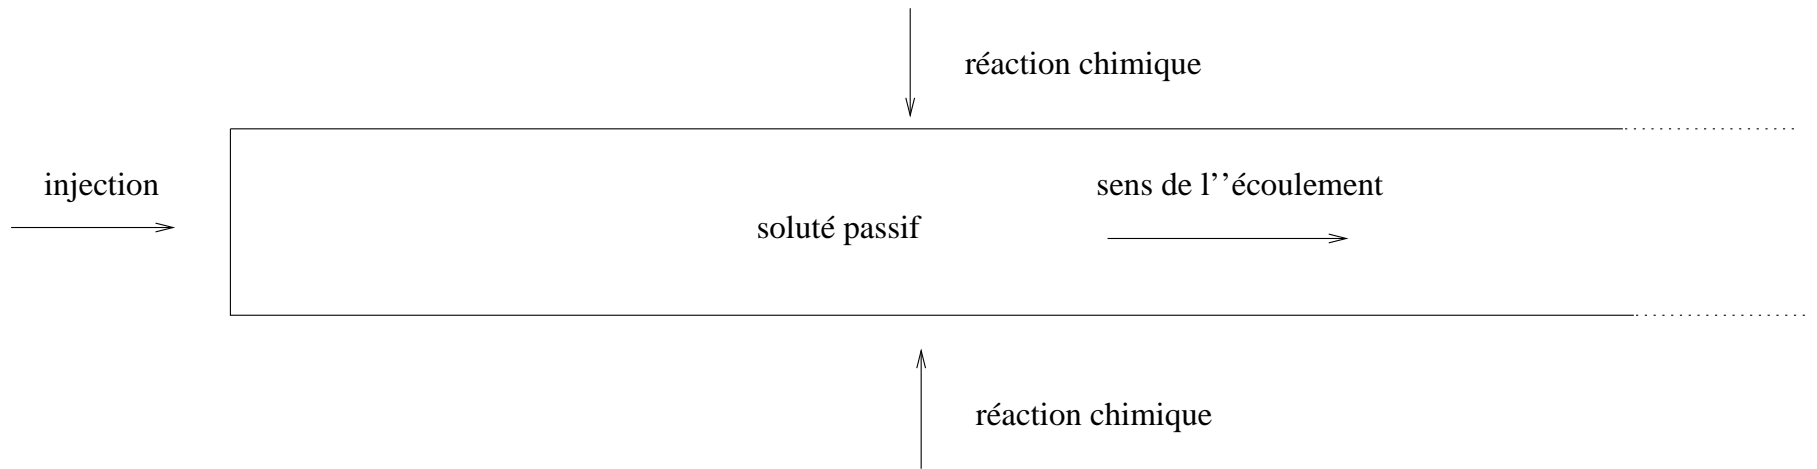 réaction chimique
injection
sens de l''écoulement
soluté passif
réaction chimique